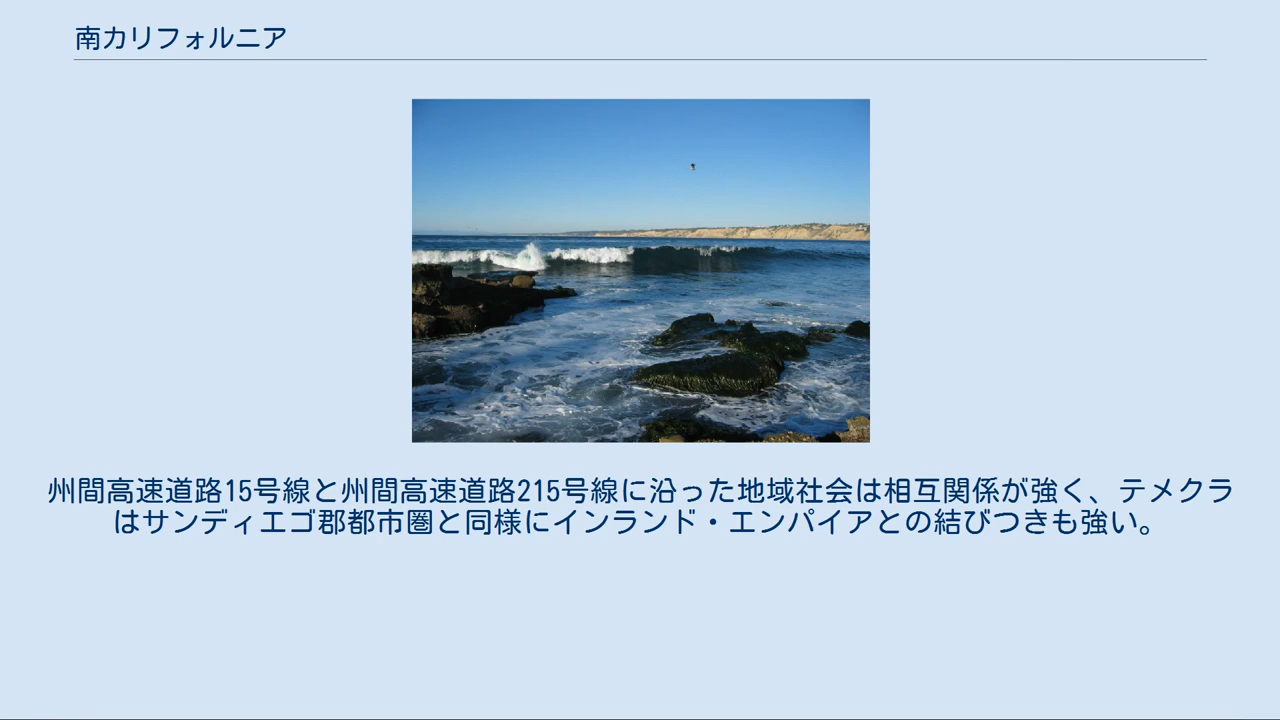 南カリフォルニア
州間高速道路15号線と州間高速道路215号線に沿った地域社会は相互関係が強く、テメクラ
はサンディエゴ郡都市圏と同様にインランド・エンパイアとの結びつきも強い。